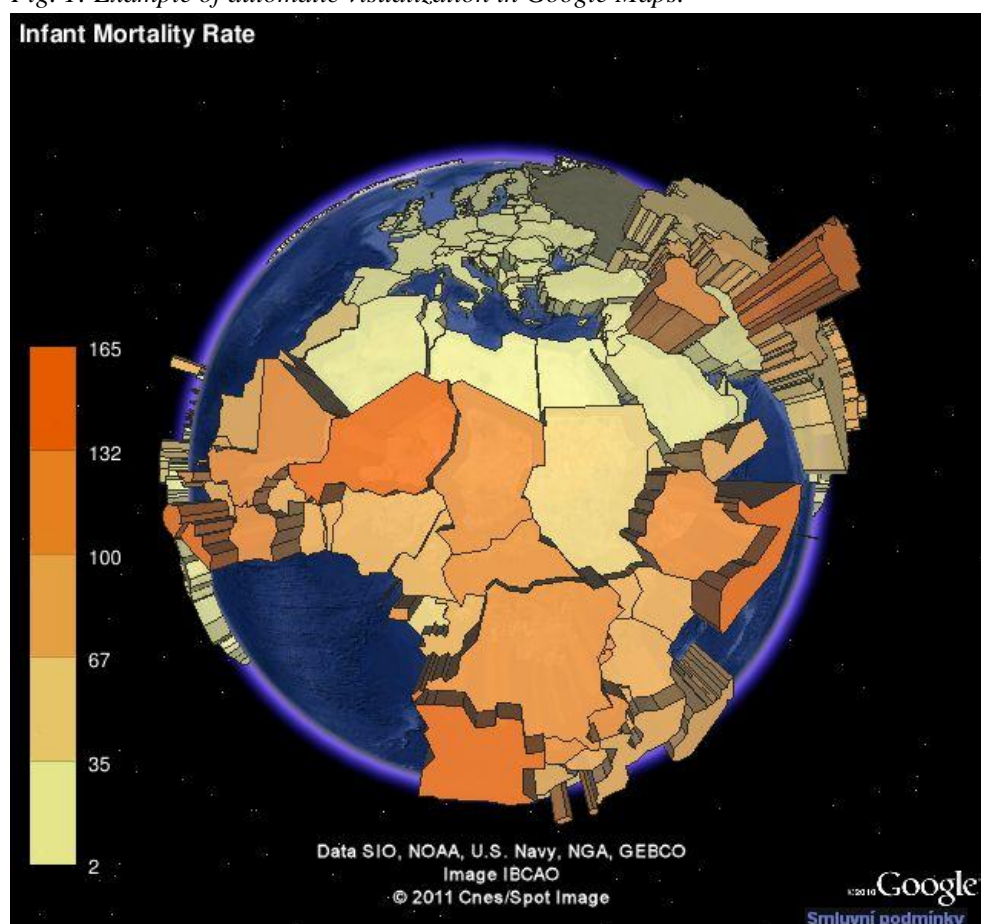 Fig. 1. Example of automatic visualization in Google Maps.
Infant Mortality Rate
165
132
100
67
35
2
Data SIO, NOAA, U.S. Navy, NGA, GEBCO
Image IBCAO
© 2011 Cnes/Spot Image
©2010 Google
Smluvní podmínky